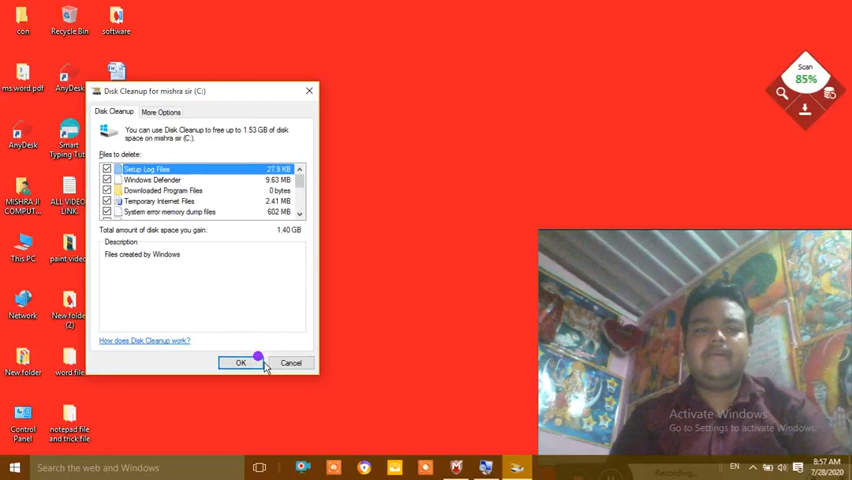 con
Recycle Bin
software
ms word.pdf
AnyDesk
AnyDesk
Smart
Typing Tut
MISHRA JI
COMPUT...
ALL VIDEO
LINK.
This PC
paint video
Network
New folder
(2)
New folder
word.file
Control
Panel
notepad file
and trick.file
Disk Cleanup for mishra sir (C:)
Disk Cleanup
More Options
You can use Disk Cleanup to free up to 1.53 GB of disk
space on mishra sir (C:).
Files to delete:
Setup Log Files 27.9 KB
Windows Defender 9.63 MB
Downloaded Program Files 0 bytes
Temporary Internet Files 2.41 MB
System error memory dump files 602 MB
Total amount of disk space you gain: 1.40 GB
Description
Files created by Windows
How does Disk Cleanup work?
OK
Cancel
Scan
85%
Activate Windows
Go to Settings to activate Windows.
Search the web and Windows
Recording...
EN
8:57 AM
7/28/2020